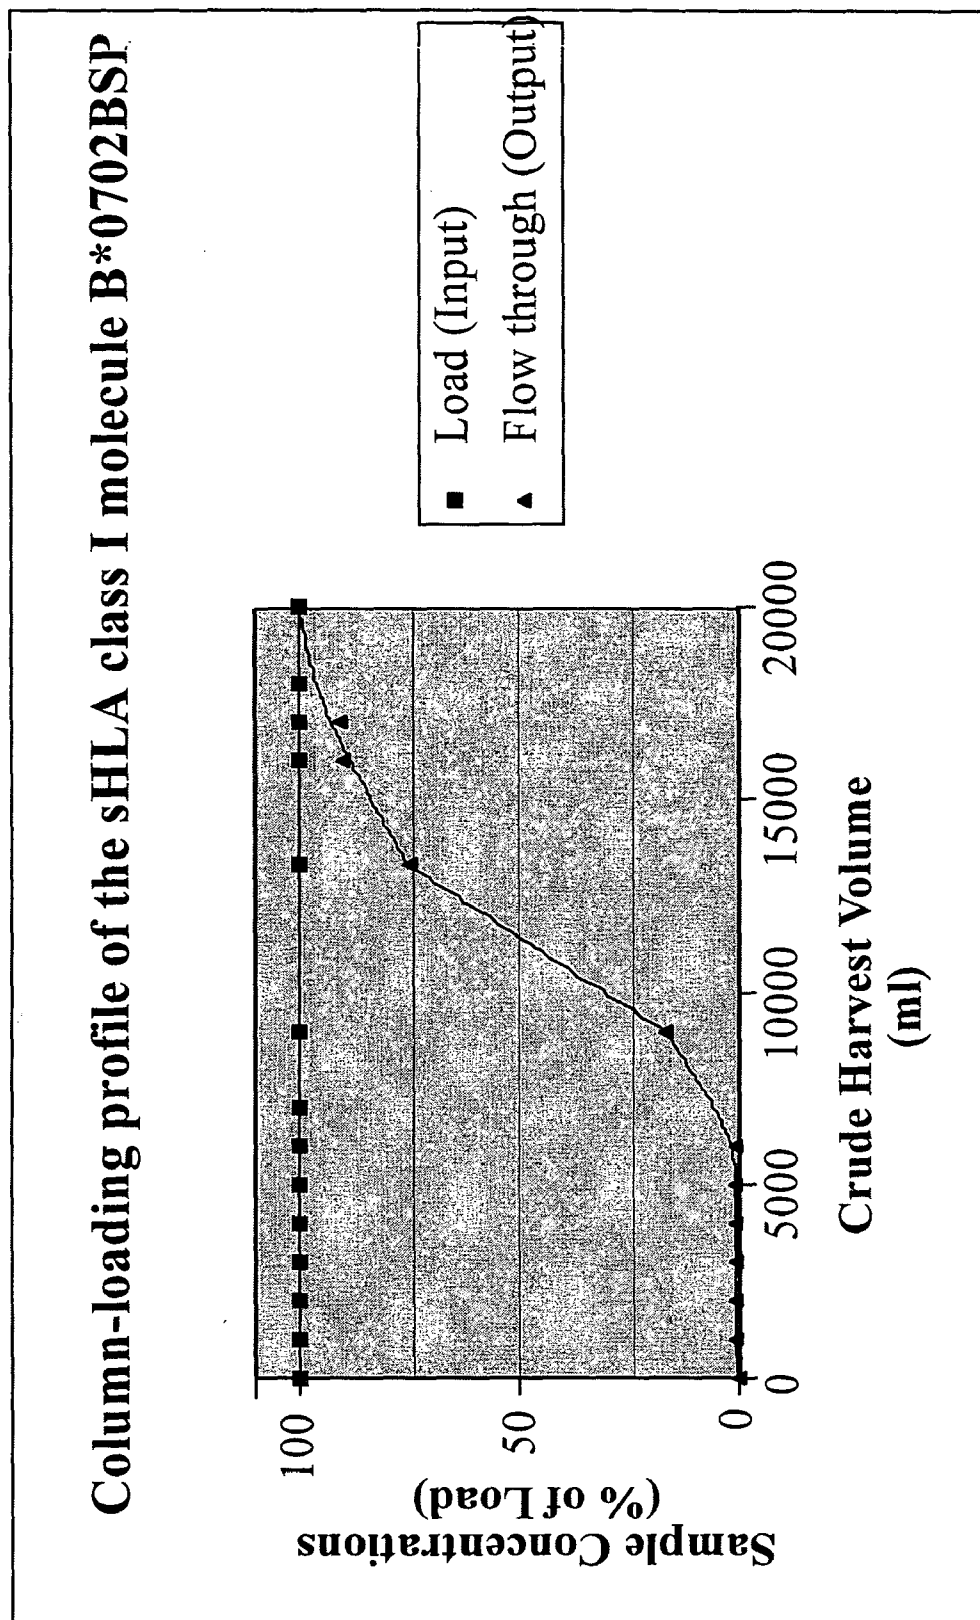 Column-loading profile of the sHLA class I molecule B*0702BSP
Sample Concentrations
(% of Load)
100
50
0
0
5000
10000
15000
20000
Crude Harvest Volume
(ml)
Load (Input)
Flow through (Output)